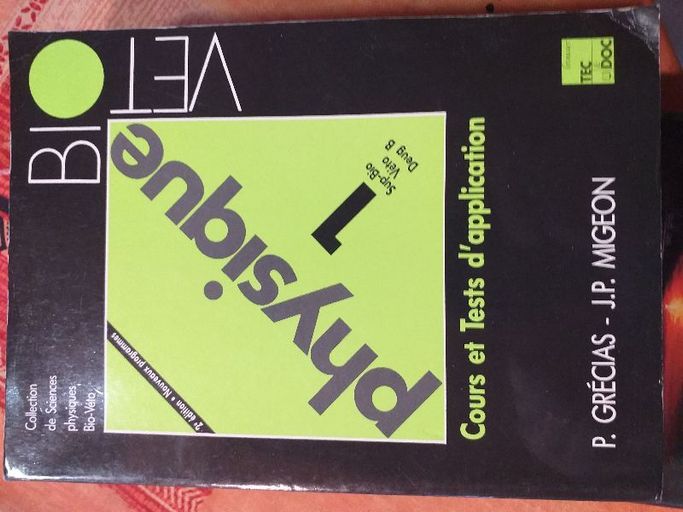 Collection
de Sciences
physiques
Bio-Véto
BIO
VET
2e édition • Nouveaux programmes
physique
1
Sup-Bio
Véto
Deug B
Cours et Tests d'application
P. GRÉCIAS - J.P. MIGEON
TEC
DOC